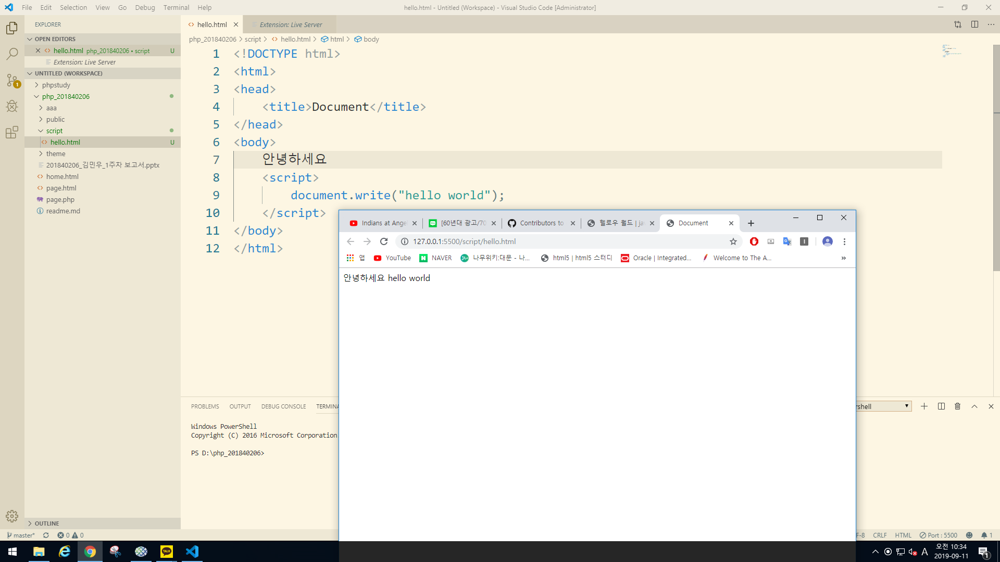 File Edit Selection View Go Debug Terminal Help
hello.html - Untitled (Workspace) - Visual Studio Code [Administrator]
EXPLORER
OPEN EDITORS
hello.html php_201840206 • script U
Extension: Live Server
UNTITLED (WORKSPACE)
phpstudy
php_201840206
aaa
public
script
hello.html U
theme
201840206_김민우_1주차 보고서.pptx
home.html
page.html
page.php
readme.md
OUTLINE
1
hello.html Extension: Live Server
php_201840206 > script > hello.html > html > body
1 <!DOCTYPE html>
2 <html>
3 <head>
4 <title>Document</title>
5 </head>
6 <body>
7 안녕하세요
8 <script>
9 document.write("hello world");
10 </script>
11 </body>
12 </html>
Indians at Ange [60년대 광고/70 Contributors to 헬로우 월드 | ja Document
127.0.0.1:5500/script/hello.html
앱 YouTube NAVER 나무위키:대문 - 나... html5 | html5 스터디 Oracle | Integrated... Welcome to The A... »
안녕하세요 hello world
PROBLEMS OUTPUT DEBUG CONSOLE TERMINA
rshell
Windows PowerShell
Copyright (C) 2016 Microsoft Corporation
PS D:\php_201840206>
master* 0 0
F-8 CRLF HTML Port : 5500 1
TALK
A 오전 10:34
2019-09-11
1